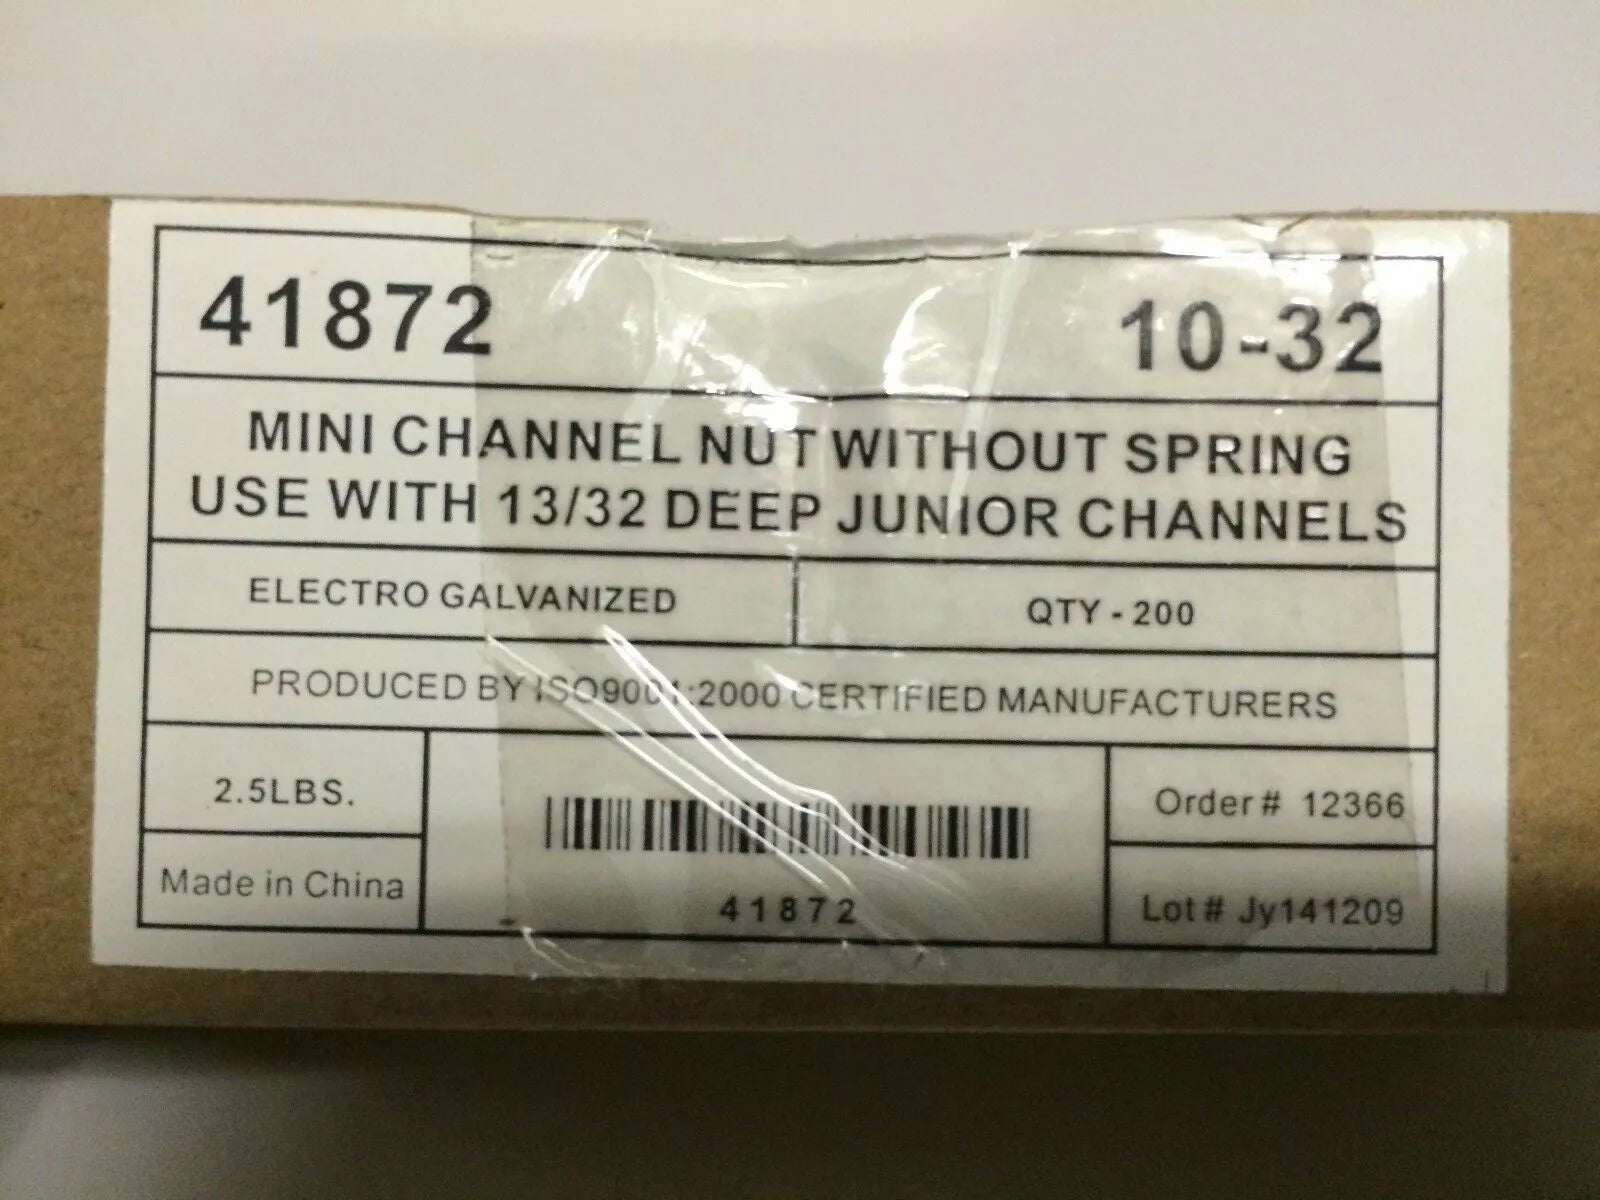 41872 10-32
MINI CHANNEL NUT WITHOUT SPRING
USE WITH 13/32 DEEP JUNIOR CHANNELS
ELECTRO GALVANIZED QTY - 200
PRODUCED BY ISO9001:2000 CERTIFIED MANUFACTURERS
2.5LBS.
Made in China
41872
Order # 12366
Lot # Jy141209